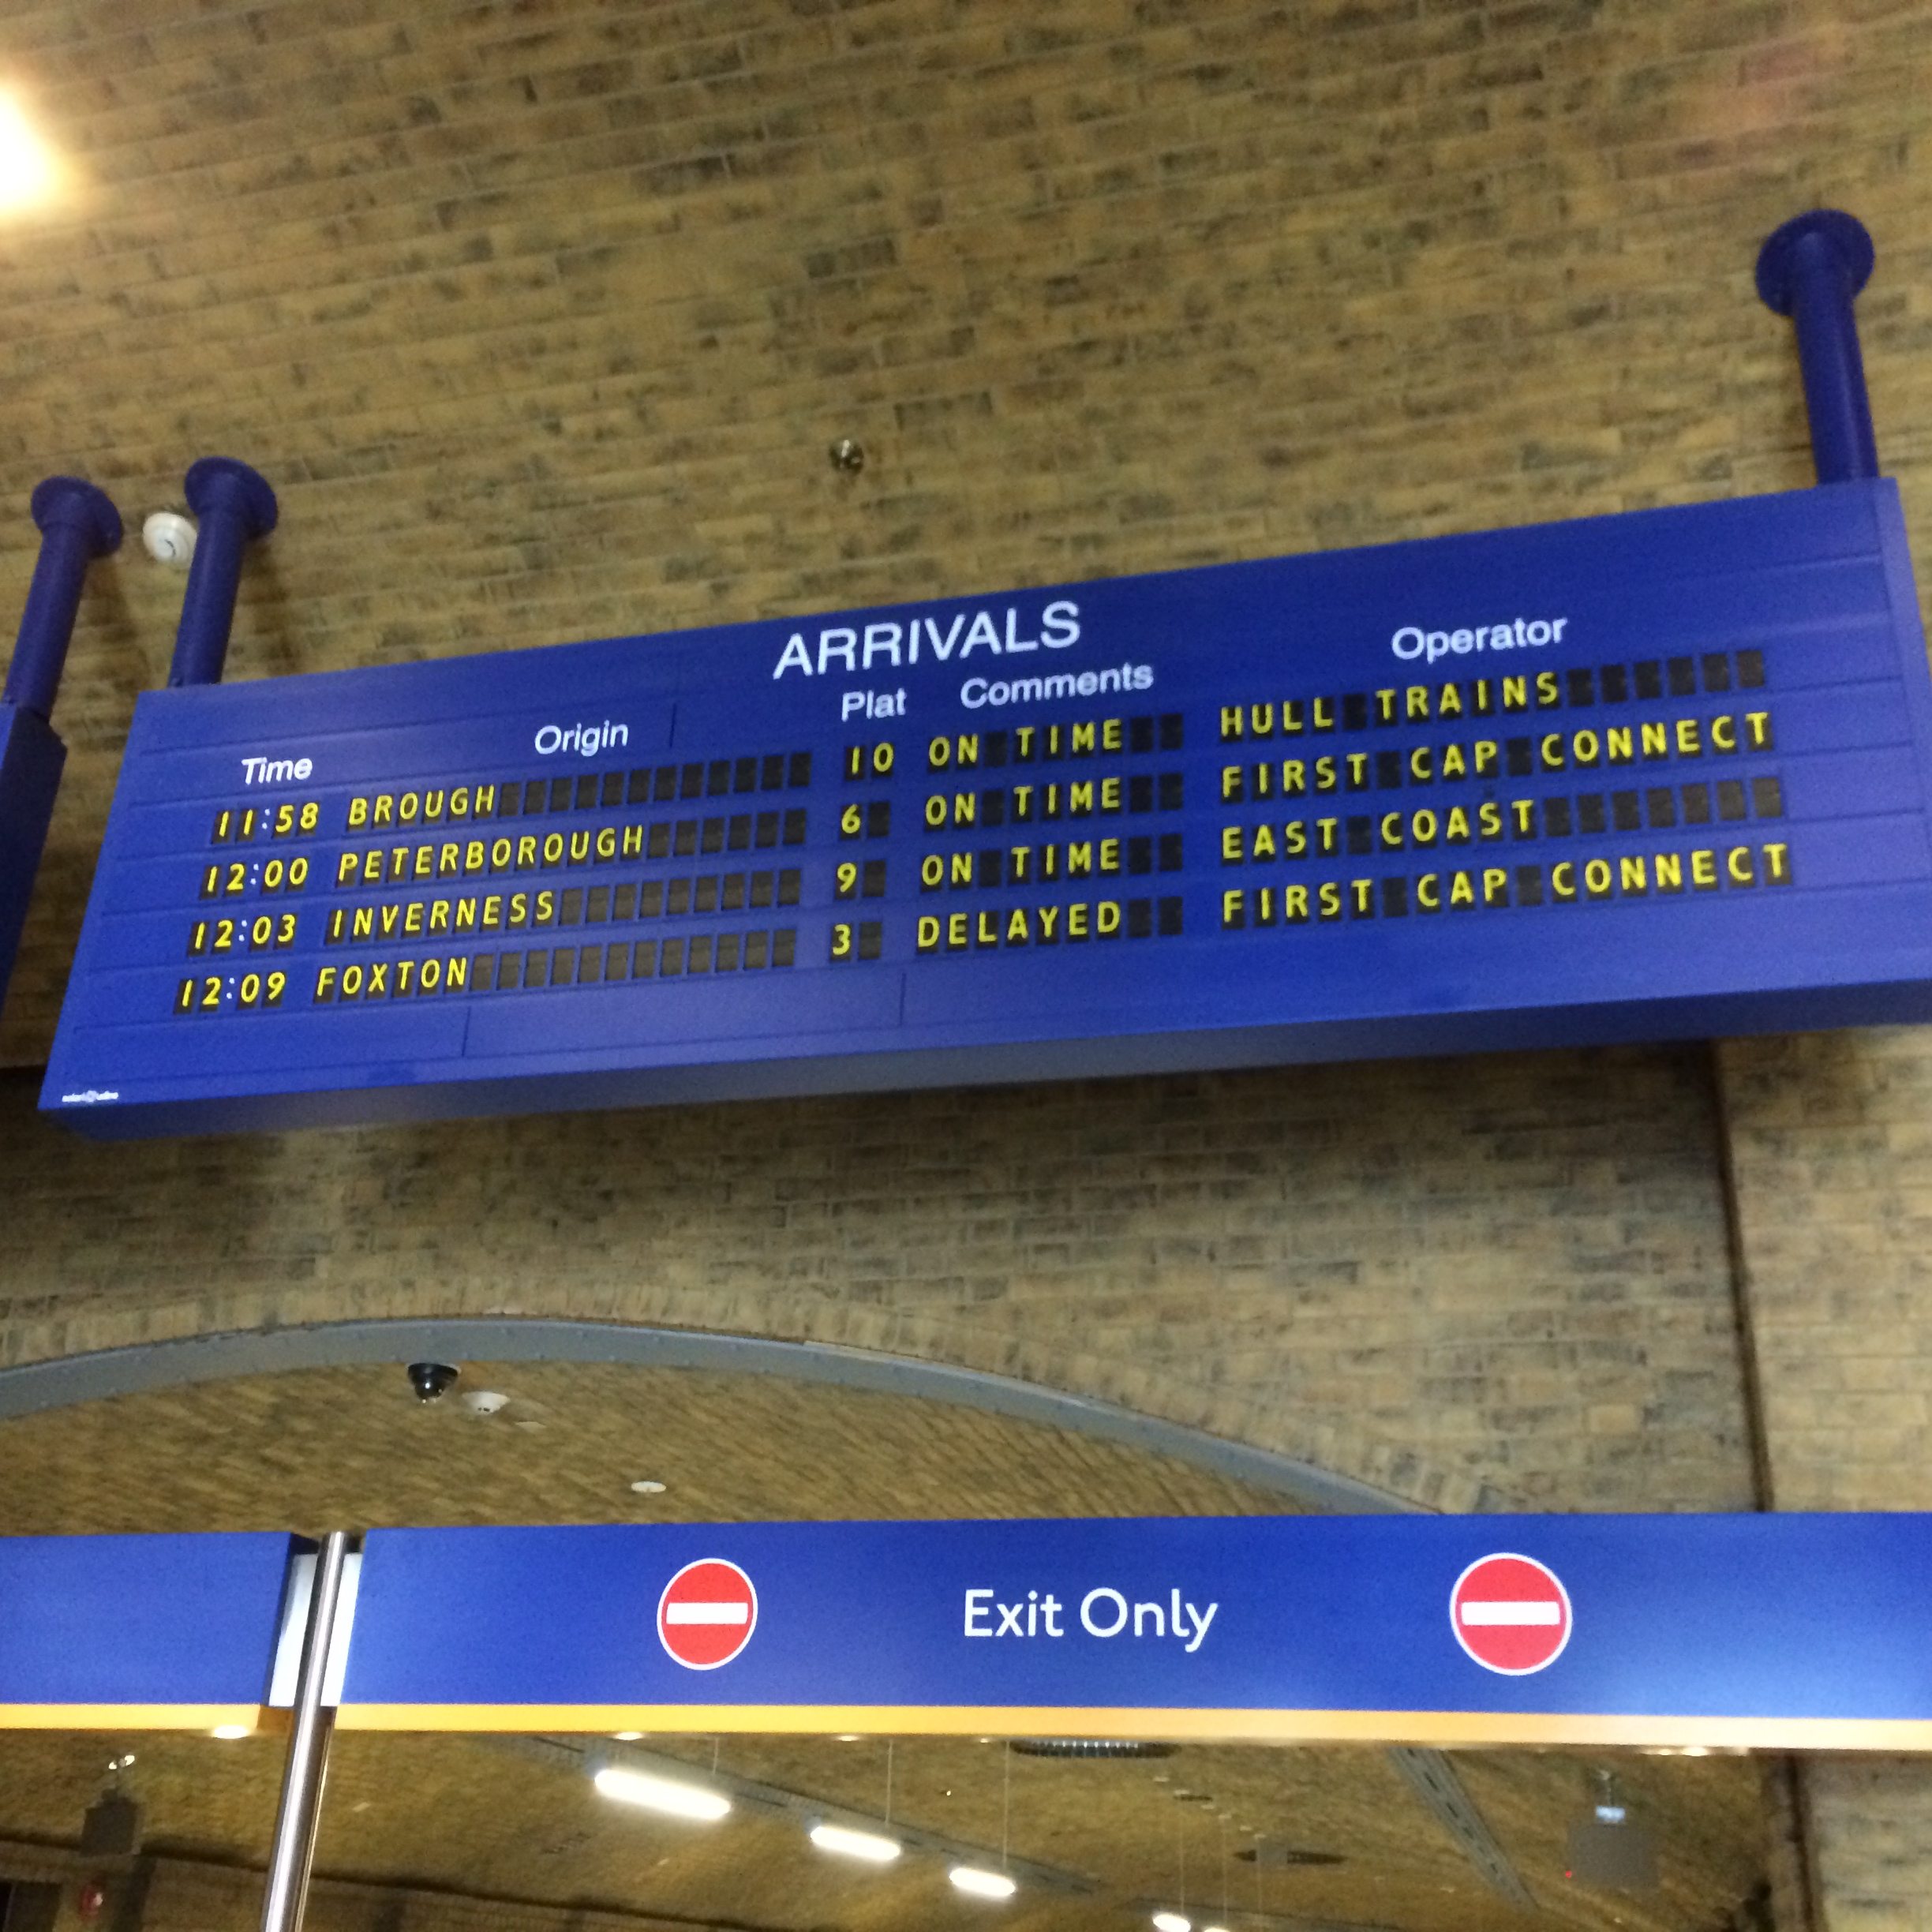 ARRIVALS
Time Origin Plat Comments Operator
11:58 BROUGH 10 ON TIME HULL TRAINS
12:00 PETERBOROUGH 6 ON TIME FIRST CAP CONNECT
12:03 INVERNESS 9 ON TIME EAST COAST
12:09 FOXTON 3 DELAYED FIRST CAP CONNECT
Exit Only